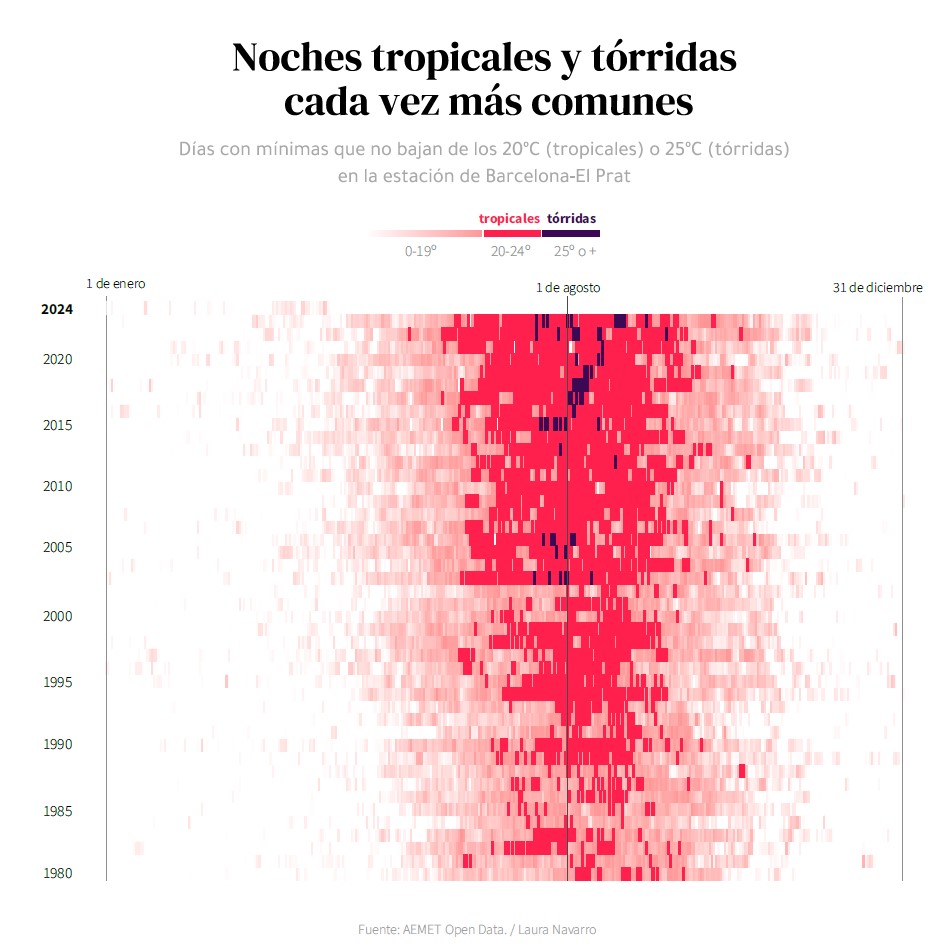 Noches tropicales y tórridas
cada vez más comunes
Días con mínimas que no bajan de los 20ºC (tropicales) o 25ºC (tórridas)
en la estación de Barcelona-El Prat
tropicales tórridas
0-19º 20-24º 25º o +
1 de enero 1 de agosto 31 de diciembre
2024
2020
2015
2010
2005
2000
1995
1990
1985
1980
Fuente: AEMET Open Data. / Laura Navarro